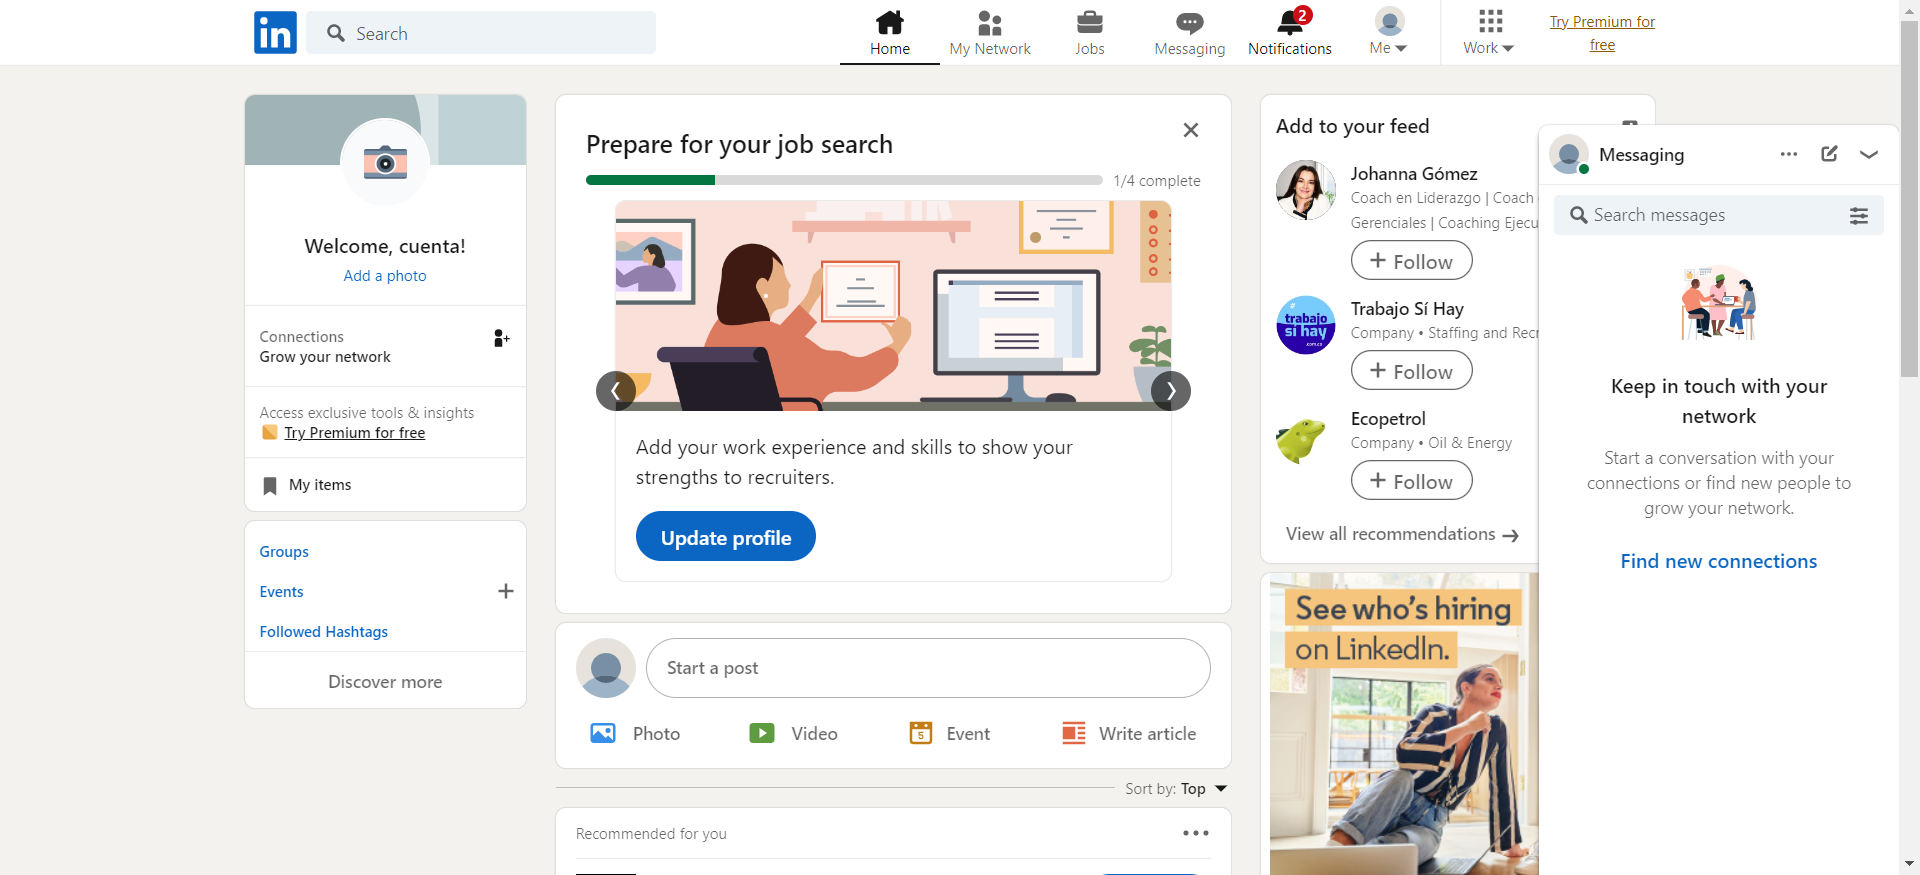 in
Search
Home
My Network
Jobs
Messaging
2
Notifications
Me
Work
Try Premium for
free
Welcome, cuenta!
Add a photo
Connections
Grow your network
Access exclusive tools & insights
Try Premium for free
My items
Groups
Events
Followed Hashtags
Discover more
Prepare for your job search
1/4 complete
Add your work experience and skills to show your
strengths to recruiters.
Update profile
Start a post
Photo
Video
5
Event
Write article
Sort by: Top
Recommended for you
Add to your feed
Johanna Gómez
Coach en Liderazgo | Coach
Gerenciales | Coaching Ejecu
Follow
#
trabajo
sí hay
.com.co
Trabajo Sí Hay
Company • Staffing and Recr
Follow
Ecopetrol
Company • Oil & Energy
Follow
View all recommendations
See who's hiring
on LinkedIn.
Messaging
Search messages
Keep in touch with your
network
Start a conversation with your
connections or find new people to
grow your network.
Find new connections